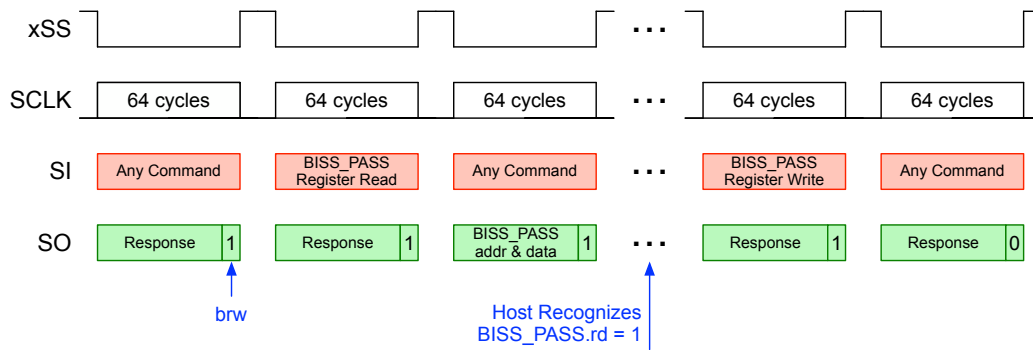 xSS
...
SCLK
64 cycles 64 cycles 64 cycles ... 64 cycles 64 cycles
SI
Any Command
BISS_PASS
Register Read
Any Command
...
BISS_PASS
Register Write
Any Command
SO
Response 1
Response 1
BISS_PASS
addr & data
1
...
Response 1
Response 0
brw
Host Recognizes
BISS_PASS.rd = 1